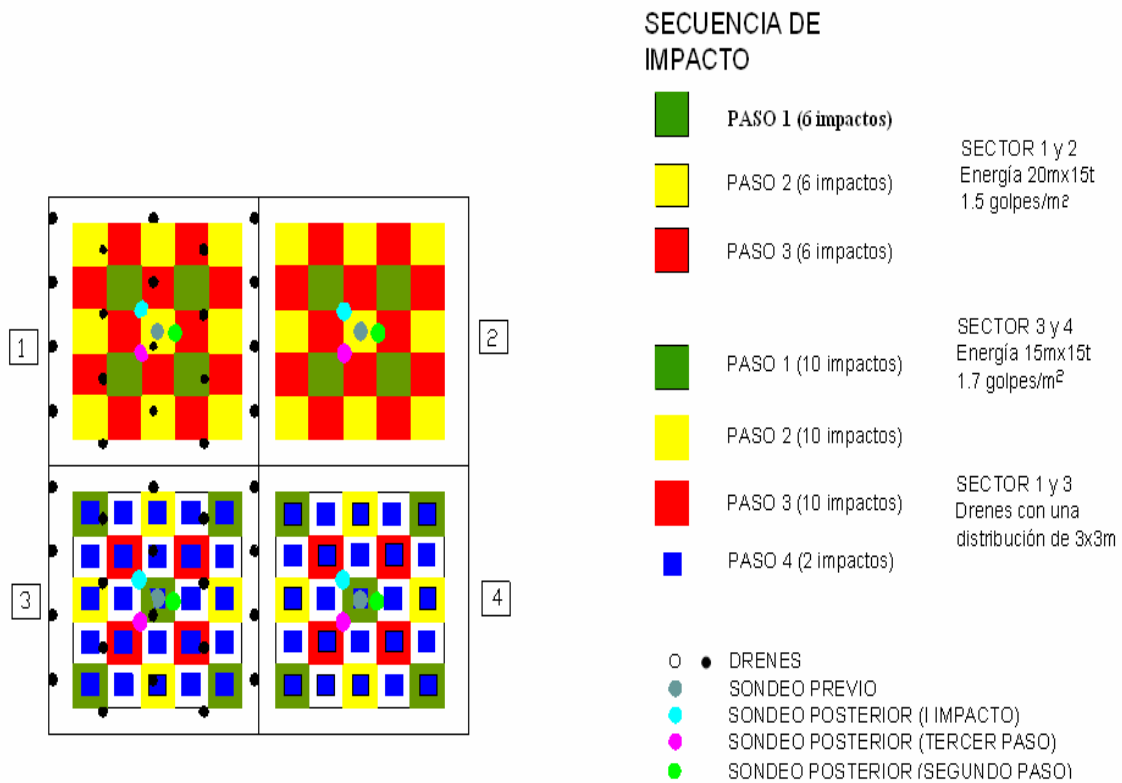 SECUENCIA DE
IMPACTO
PASO 1 (6 impactos)
PASO 2 (6 impactos)
PASO 3 (6 impactos)
SECTOR 1 y 2
Energía 20mx15t
1.5 golpes/m²
PASO 1 (10 impactos)
PASO 2 (10 impactos)
PASO 3 (10 impactos)
PASO 4 (2 impactos)
SECTOR 3 y 4
Energía 15mx15t
1.7 golpes/m²
SECTOR 1 y 3
Drenes con una
distribución de 3x3m
DRENES
SONDEO PREVIO
SONDEO POSTERIOR (I IMPACTO)
SONDEO POSTERIOR (TERCER PASO)
SONDEO POSTERIOR (SEGUNDO PASO)
1
2
3
4